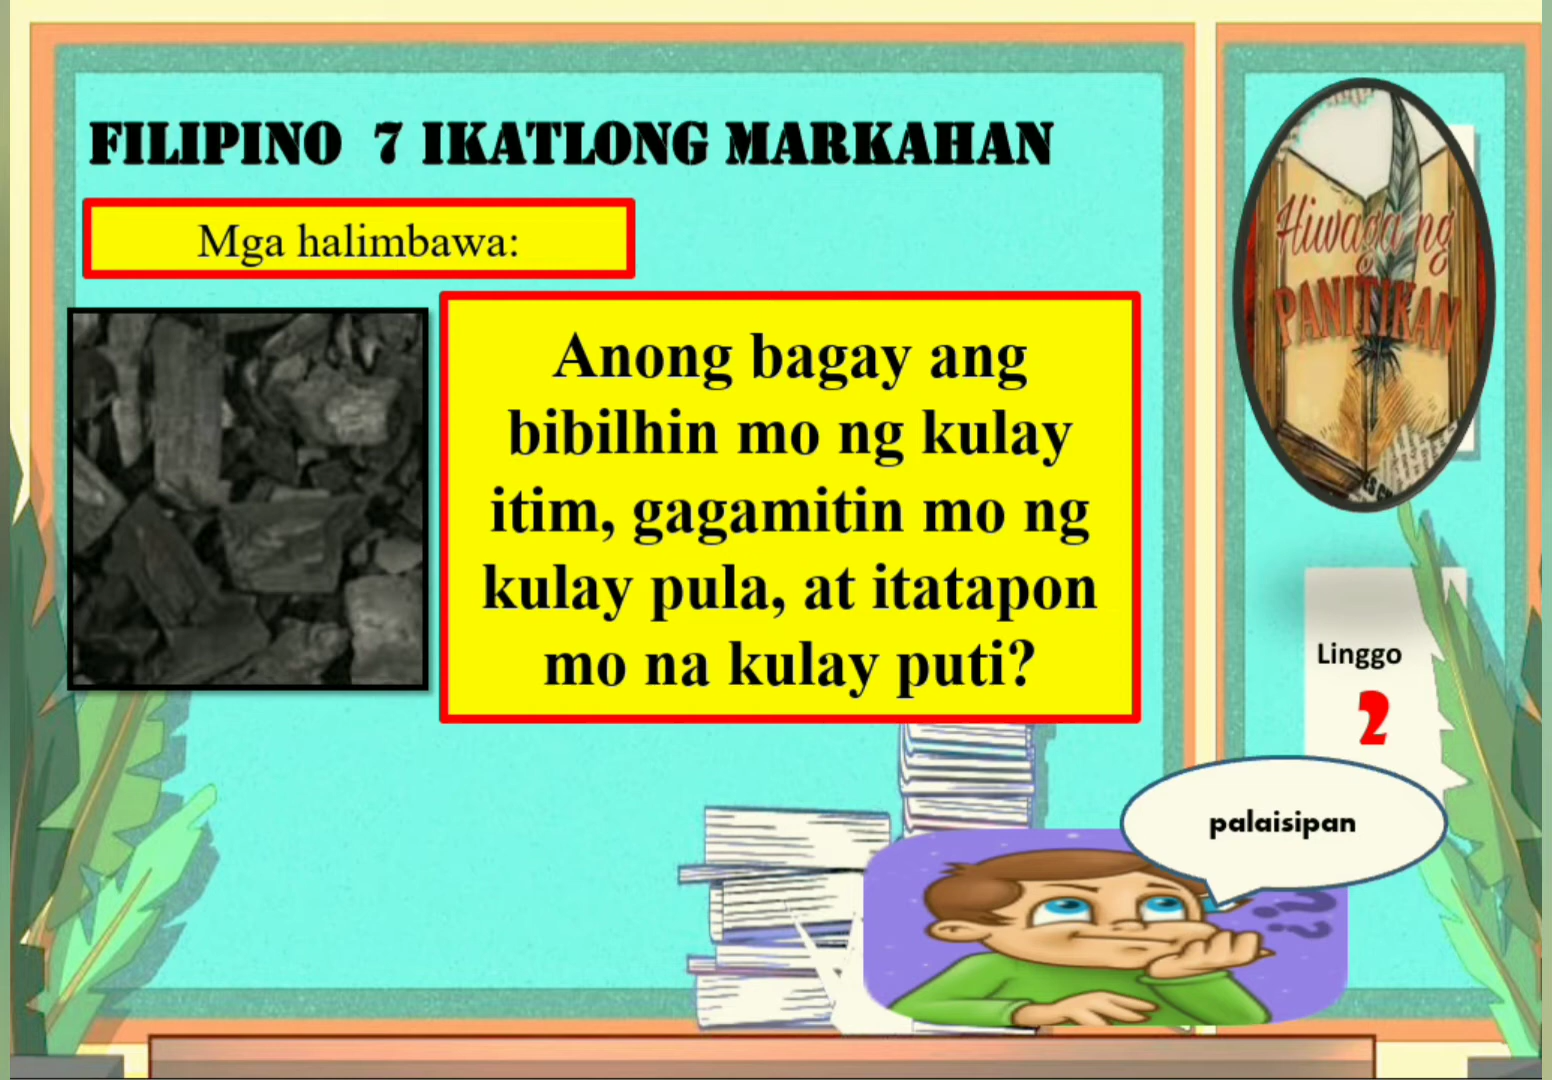 FILIPINO 7 IKATLONG MARKAHAN
Mga halimbawa:
Anong bagay ang
bibilhin mo ng kulay
itim, gagamitin mo ng
kulay pula, at itatapon
mo na kulay puti?
Hiwaga ng
PANITIKAN
Linggo
2
palaisipan
??